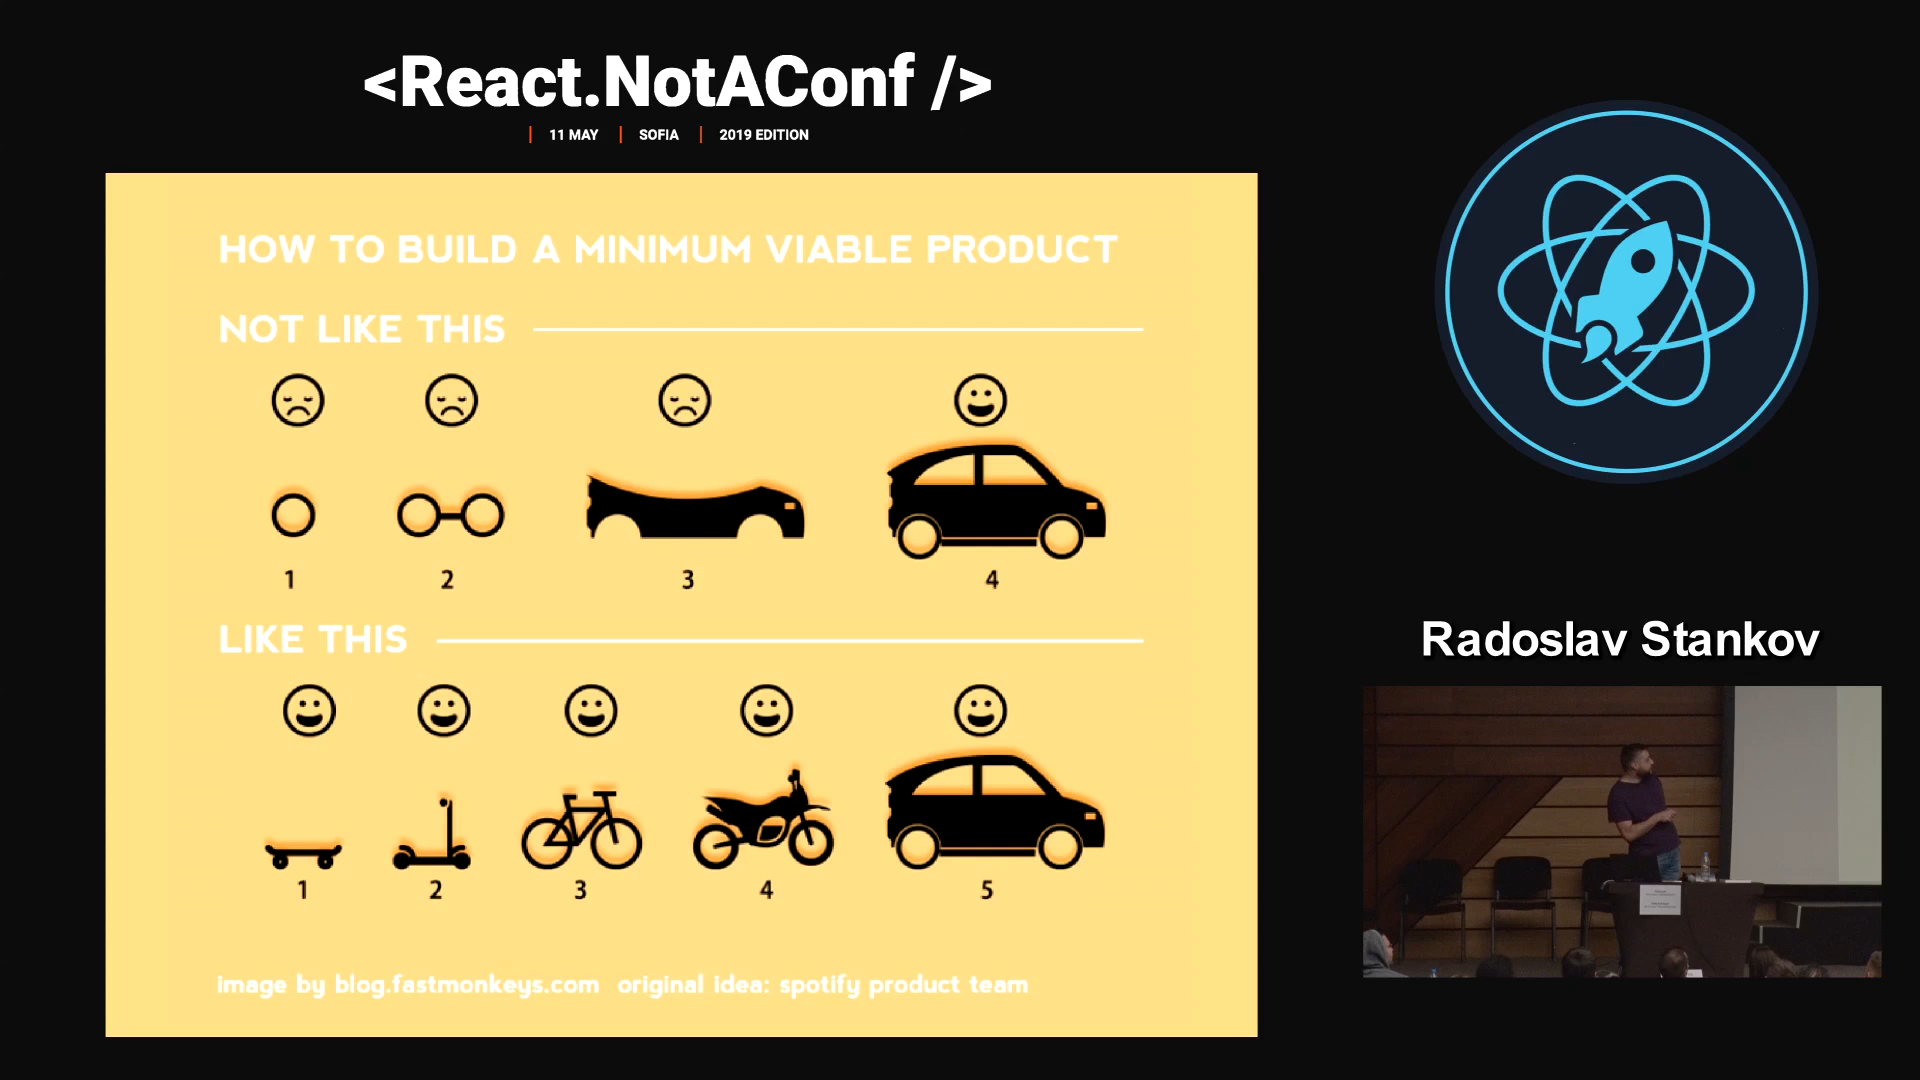 <React.NotAConf />
11 MAY
SOFIA
2019 EDITION
HOW TO BUILD A MINIMUM VIABLE PRODUCT
NOT LIKE THIS
1
2
3
4
LIKE THIS
1
2
3
4
5
image by blog.fastmonkeys.com original idea: spotify product team
Radoslav Stankov